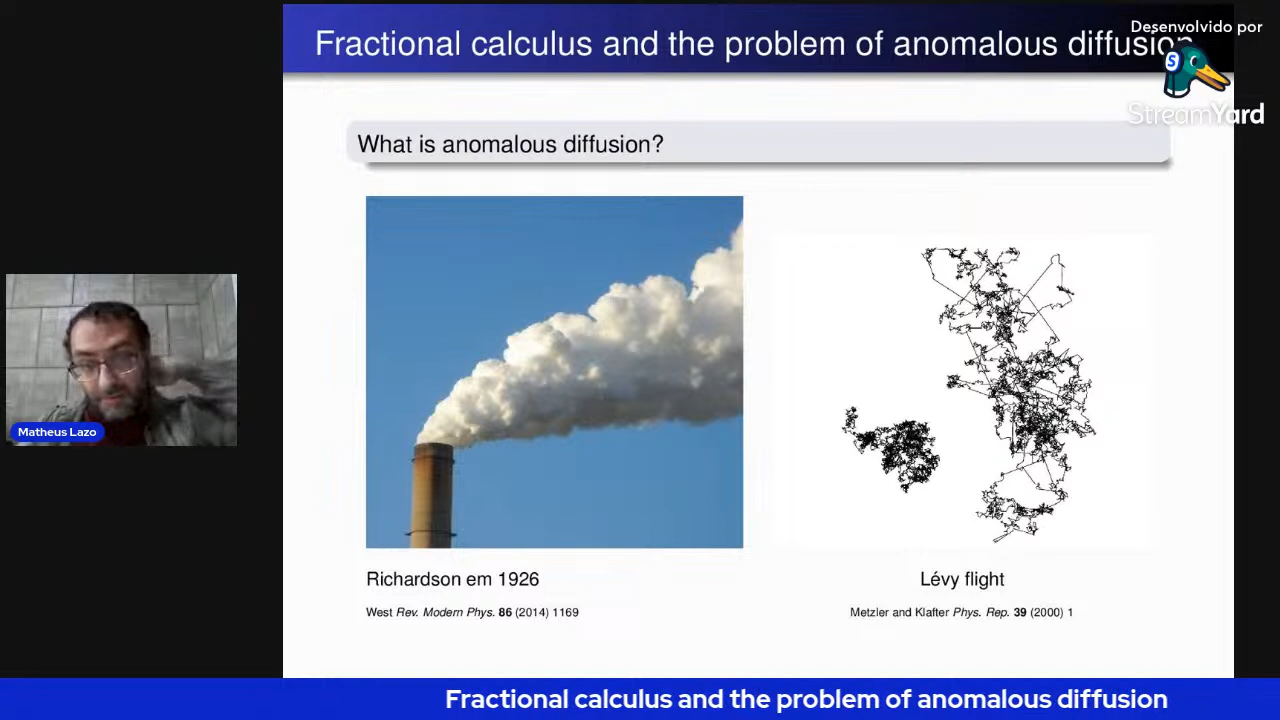 Fractional calculus and the problem of anomalous diffusion
Desenvolvido por
S
StreamYard
What is anomalous diffusion?
Matheus Lazo
Richardson em 1926
Lévy flight
West Rev. Modern Phys. 86 (2014) 1169
Metzler and Klafter Phys. Rep. 39 (2000) 1
Fractional calculus and the problem of anomalous diffusion